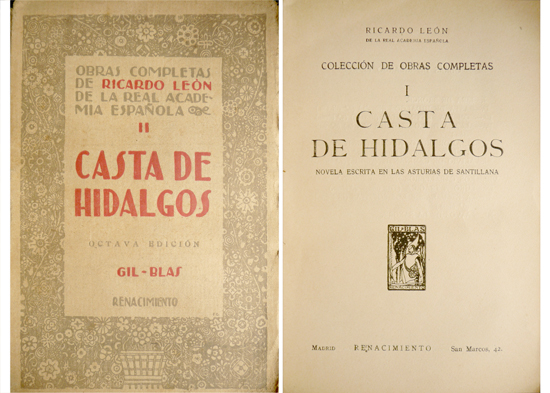 OBRAS COMPLETAS
DE RICARDO LEÓN
DE LA REAL ACADE-
MIA ESPAÑOLA
II
CASTA DE
HIDALGOS
OCTAVA EDICIÓN
GIL-BLAS
RENACIMIENTO
RICARDO LEÓN
DE LA REAL ACADEMIA ESPAÑOLA
COLECCIÓN DE OBRAS COMPLETAS
I
CASTA
DE HIDALGOS
NOVELA ESCRITA EN LAS ASTURIAS DE SANTILLANA
GIL-BLAS
RENACIMIENTO
Madrid RENACIMIENTO San Marcos, 42.